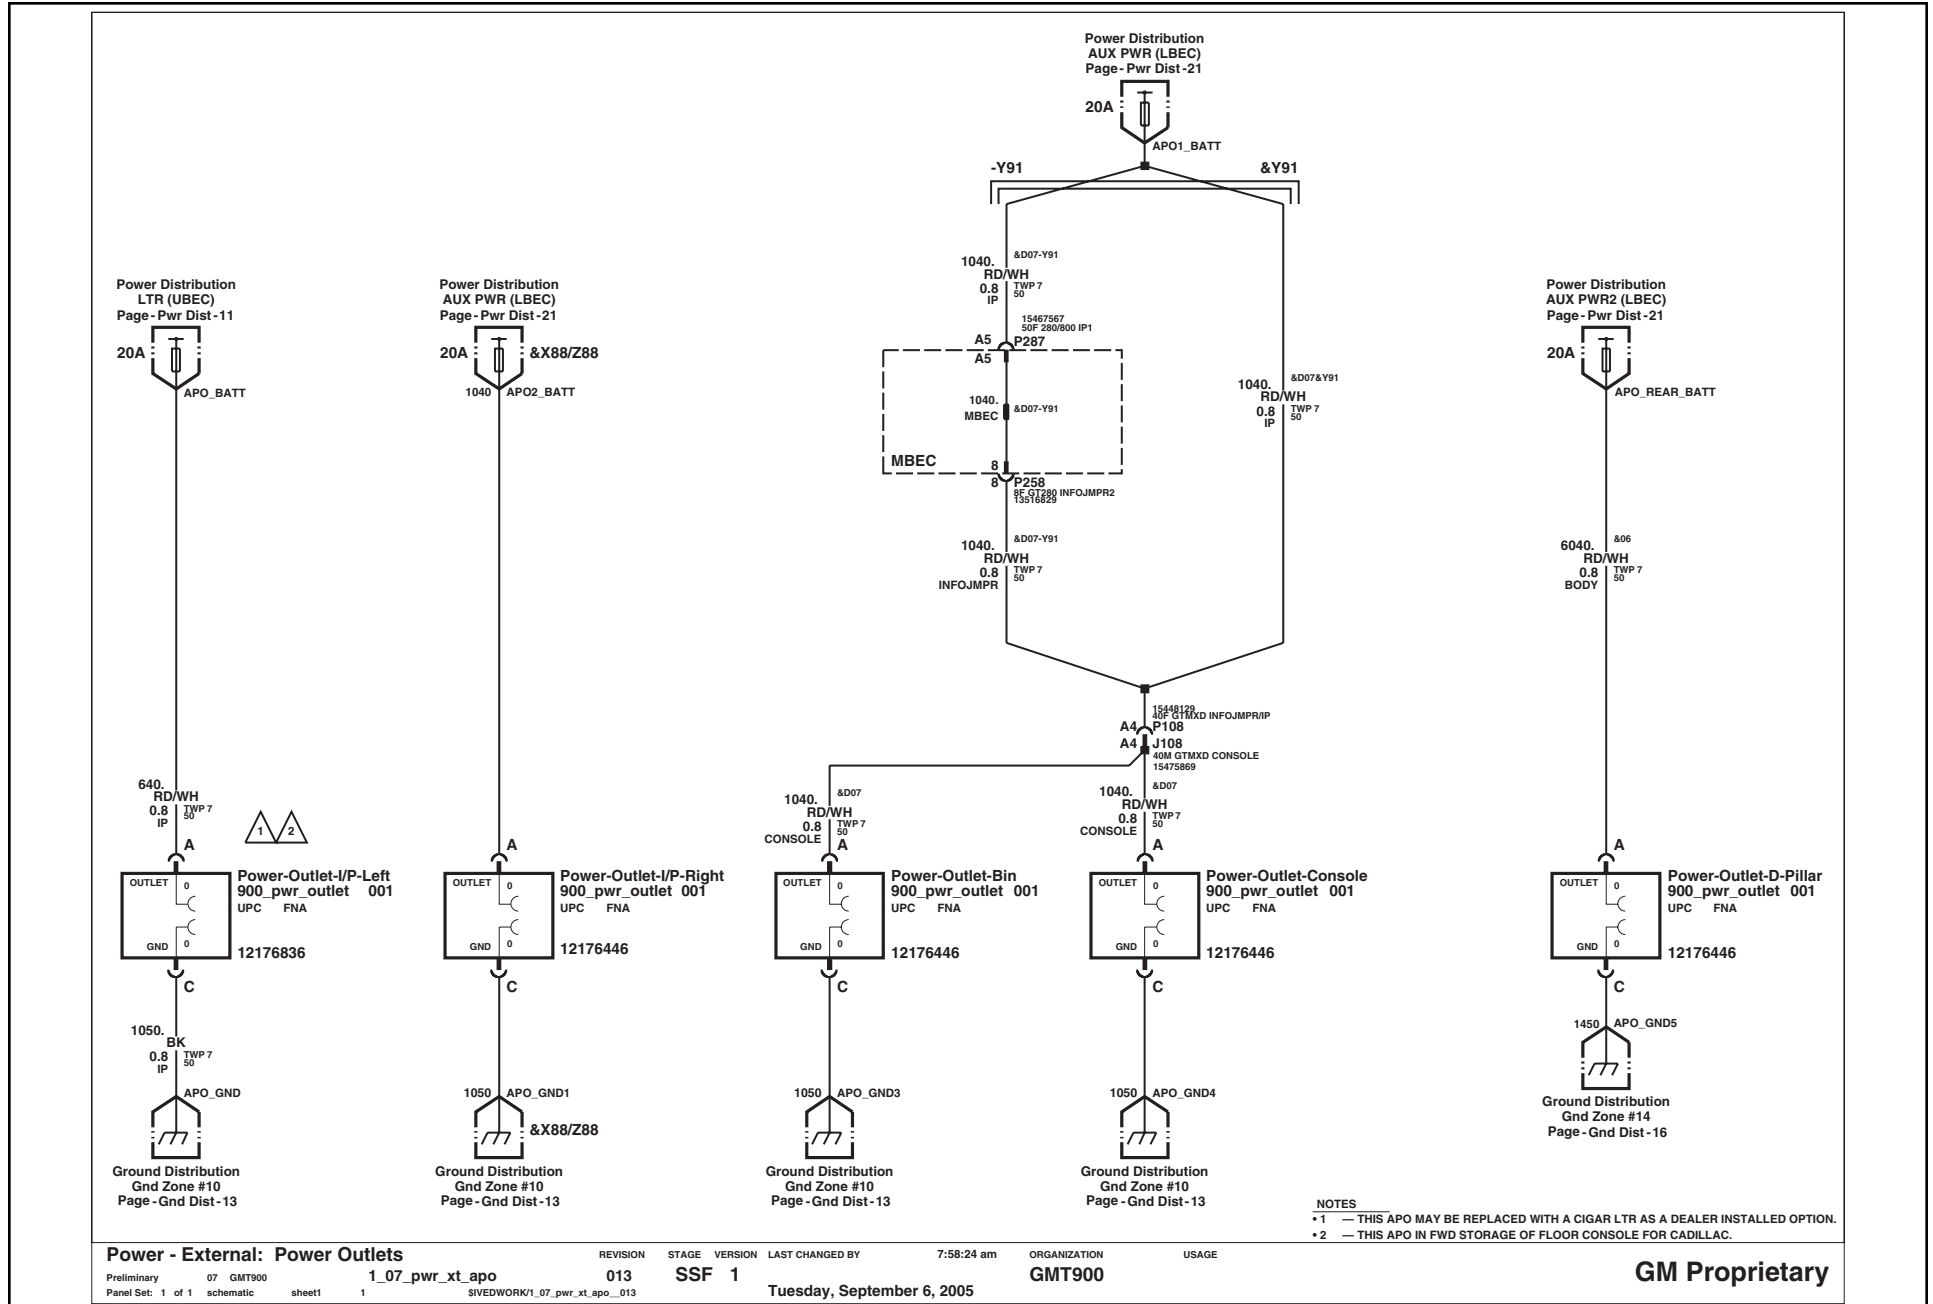 Power Distribution
AUX PWR (LBEC)
Page-Pwr Dist-21
20A
APO1_BATT
-Y91
&Y91
1040.
RD/WH
0.8
IP
&D07-Y91
TWP 7
50
15467567
50F 280/800 IP1
A5
P287
A5
1040.
MBEC
&D07-Y91
MBEC
8
8
P258
8F GT280 INFOJMPR2
13516829
1040.
RD/WH
0.8
INFOJMPR
&D07-Y91
TWP 7
50
1040.
RD/WH
0.8
IP
&D07&Y91
TWP 7
50
15448129
40F GTMXD INFOJMPR/IP
A4
P108
A4
J108
40M GTMXD CONSOLE
15475869
Power Distribution
LTR (UBEC)
Page-Pwr Dist-11
20A
APO_BATT
640.
RD/WH
0.8
IP
TWP 7
50
1
2
A
OUTLET
0
GND
0
Power-Outlet-I/P-Left
900_pwr_outlet 001
UPC FNA
12176836
C
1050.
BK
0.8
IP
TWP 7
50
APO_GND
Ground Distribution
Gnd Zone #10
Page-Gnd Dist-13
Power Distribution
AUX PWR (LBEC)
Page-Pwr Dist-21
20A
&X88/Z88
1040
APO2_BATT
A
OUTLET
0
GND
0
Power-Outlet-I/P-Right
900_pwr_outlet 001
UPC FNA
12176446
C
1050
APO_GND1
&X88/Z88
Ground Distribution
Gnd Zone #10
Page-Gnd Dist-13
1040.
RD/WH
0.8
CONSOLE
&D07
TWP 7
50
A
OUTLET
0
GND
0
Power-Outlet-Bin
900_pwr_outlet 001
UPC FNA
12176446
C
1050
APO_GND3
Ground Distribution
Gnd Zone #10
Page-Gnd Dist-13
1040.
RD/WH
0.8
CONSOLE
&D07
TWP 7
50
A
OUTLET
0
GND
0
Power-Outlet-Console
900_pwr_outlet 001
UPC FNA
12176446
C
1050
APO_GND4
Ground Distribution
Gnd Zone #10
Page-Gnd Dist-13
Power Distribution
AUX PWR2 (LBEC)
Page-Pwr Dist-21
20A
APO_REAR_BATT
6040.
RD/WH
0.8
BODY
&06
TWP 7
50
A
OUTLET
0
GND
0
Power-Outlet-D-Pillar
900_pwr_outlet 001
UPC FNA
12176446
C
1450
APO_GND5
Ground Distribution
Gnd Zone #14
Page-Gnd Dist-16
NOTES
• 1 — THIS APO MAY BE REPLACED WITH A CIGAR LTR AS A DEALER INSTALLED OPTION.
• 2 — THIS APO IN FWD STORAGE OF FLOOR CONSOLE FOR CADILLAC.
Power - External: Power Outlets
REVISION STAGE VERSION LAST CHANGED BY 7:58:24 am ORGANIZATION USAGE
Preliminary 07 GMT900 1_07_pwr_xt_apo 013 SSF 1 GMT900
Panel Set: 1 of 1 schematic sheet1 1 $IVEDWORK/1_07_pwr_xt_apo__013 Tuesday, September 6, 2005
GM Proprietary